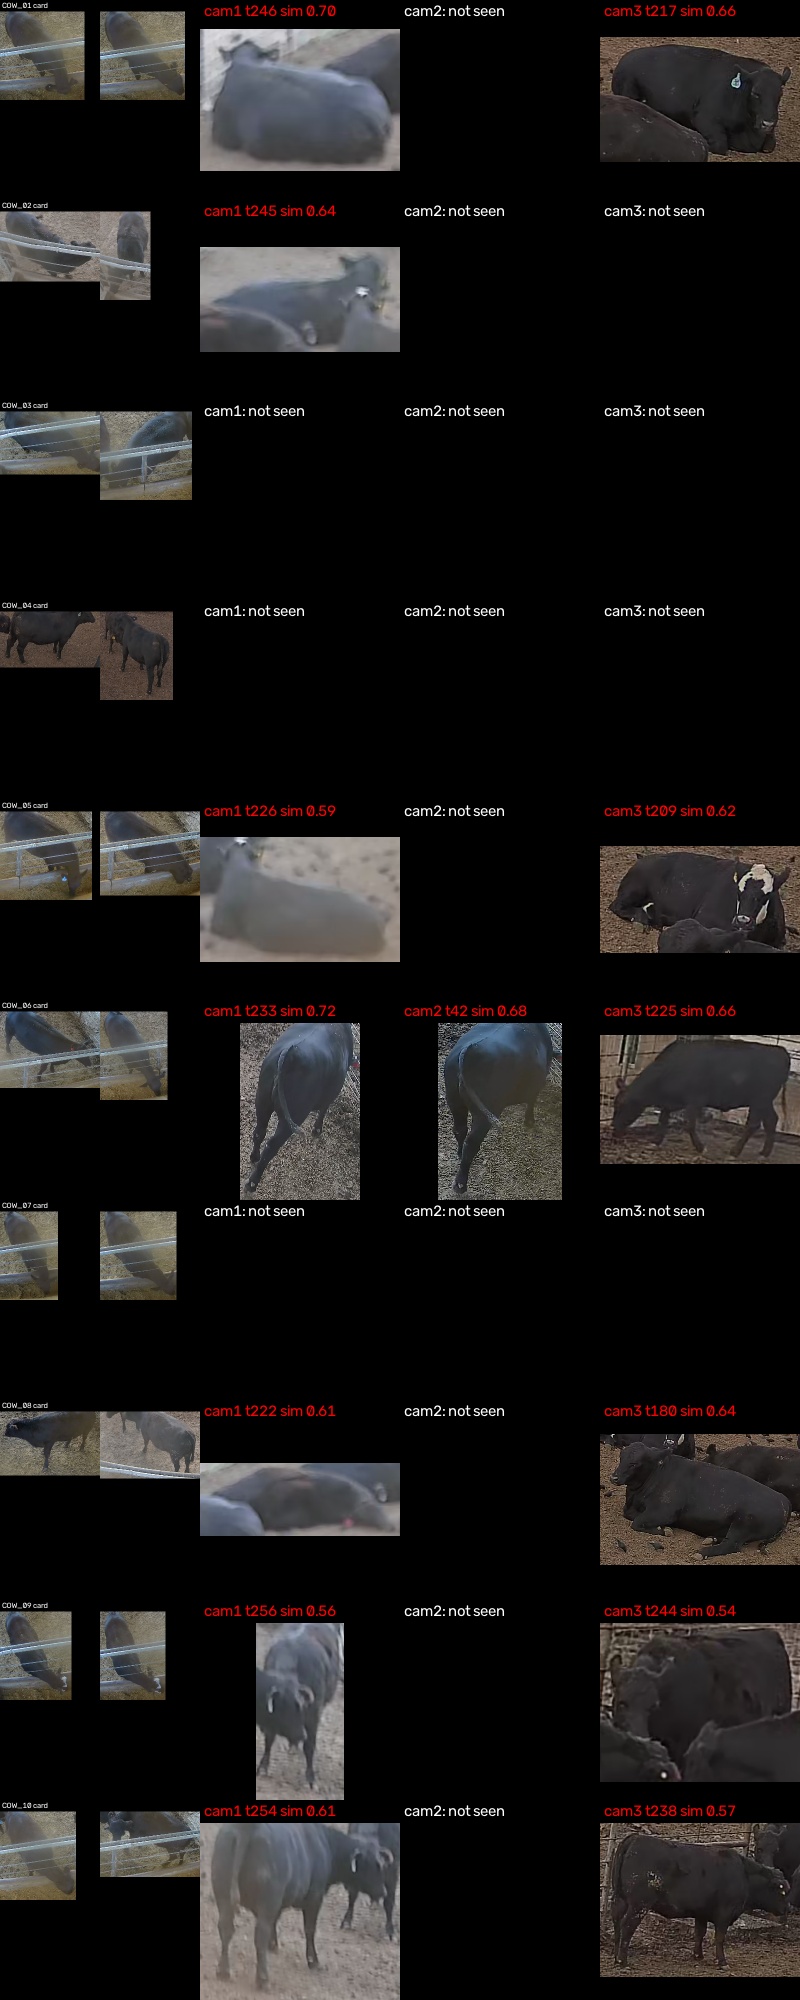 COW_01 card
cam1 t246 sim 0.70
cam2: not seen
cam3 t217 sim 0.66
COW_02 card
cam1 t245 sim 0.64
cam2: not seen
cam3: not seen
COW_03 card
cam1: not seen
cam2: not seen
cam3: not seen
COW_04 card
cam1: not seen
cam2: not seen
cam3: not seen
COW_05 card
cam1 t226 sim 0.59
cam2: not seen
cam3 t209 sim 0.62
COW_06 card
cam1 t233 sim 0.72
cam2 t42 sim 0.68
cam3 t225 sim 0.66
COW_07 card
cam1: not seen
cam2: not seen
cam3: not seen
COW_08 card
cam1 t222 sim 0.61
cam2: not seen
cam3 t180 sim 0.64
COW_09 card
cam1 t256 sim 0.56
cam2: not seen
cam3 t244 sim 0.54
COW_10 card
cam1 t254 sim 0.61
cam2: not seen
cam3 t238 sim 0.57